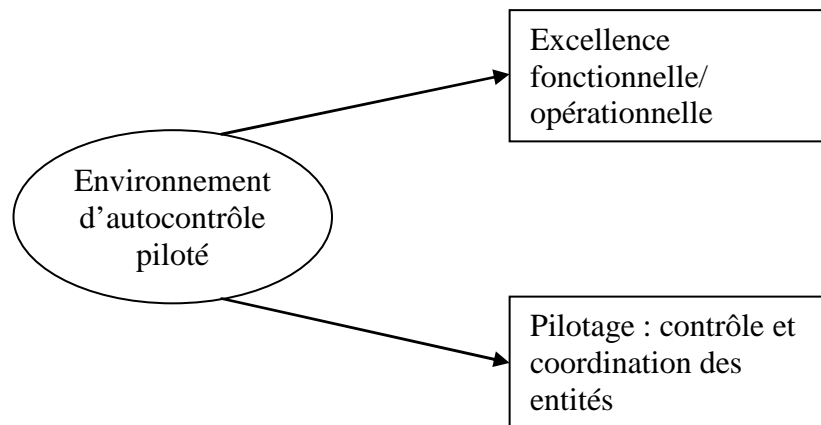 Excellence
fonctionnelle/
opérationnelle
Environnement
d’autocontrôle
piloté
Pilotage : contrôle et
coordination des
entités